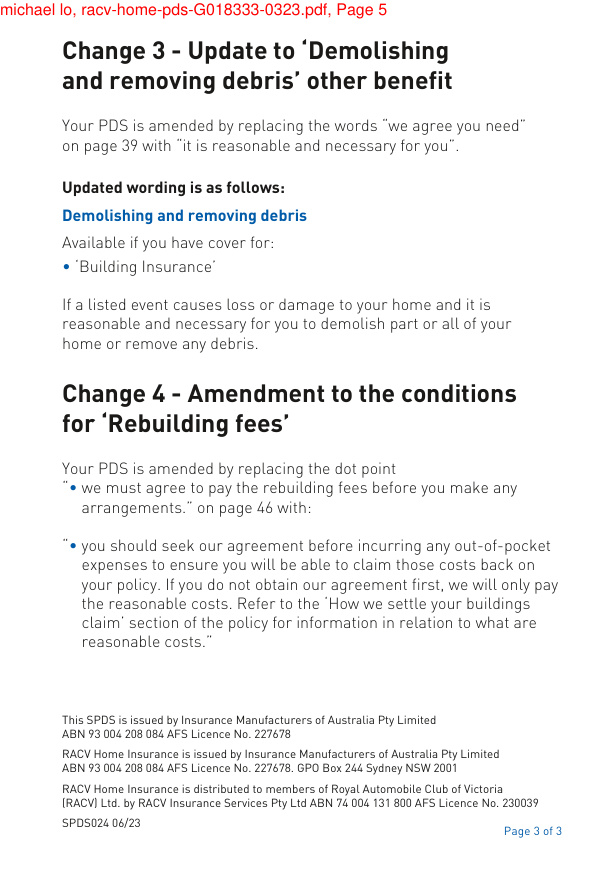 michael lo, racv-home-pds-G018333-0323.pdf, Page 5
Change 3 - Update to ‘Demolishing
and removing debris’ other benefit
Your PDS is amended by replacing the words “we agree you need”
on page 39 with “it is reasonable and necessary for you”.
Updated wording is as follows:
Demolishing and removing debris
Available if you have cover for:
• ‘Building Insurance’
If a listed event causes loss or damage to your home and it is
reasonable and necessary for you to demolish part or all of your
home or remove any debris.
Change 4 - Amendment to the conditions
for ‘Rebuilding fees’
Your PDS is amended by replacing the dot point
“• we must agree to pay the rebuilding fees before you make any
arrangements.” on page 46 with:
“• you should seek our agreement before incurring any out-of-pocket
expenses to ensure you will be able to claim those costs back on
your policy. If you do not obtain our agreement first, we will only pay
the reasonable costs. Refer to the ‘How we settle your buildings
claim’ section of the policy for information in relation to what are
reasonable costs.”
This SPDS is issued by Insurance Manufacturers of Australia Pty Limited
ABN 93 004 208 084 AFS Licence No. 227678
RACV Home Insurance is issued by Insurance Manufacturers of Australia Pty Limited
ABN 93 004 208 084 AFS Licence No. 227678. GPO Box 244 Sydney NSW 2001
RACV Home Insurance is distributed to members of Royal Automobile Club of Victoria
(RACV) Ltd. by RACV Insurance Services Pty Ltd ABN 74 004 131 800 AFS Licence No. 230039
SPDS024 06/23
Page 3 of 3